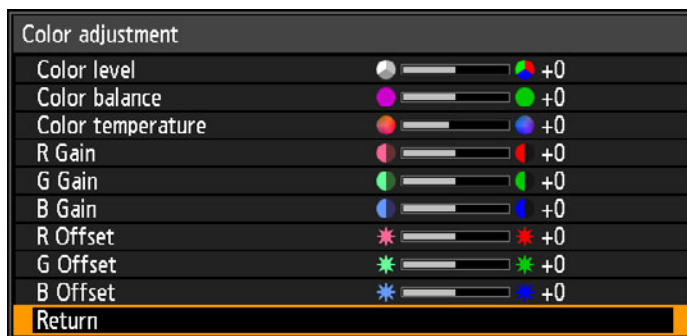 Color adjustment
Color level +0
Color balance +0
Color temperature +0
R Gain +0
G Gain +0
B Gain +0
R Offset +0
G Offset +0
B Offset +0
Return